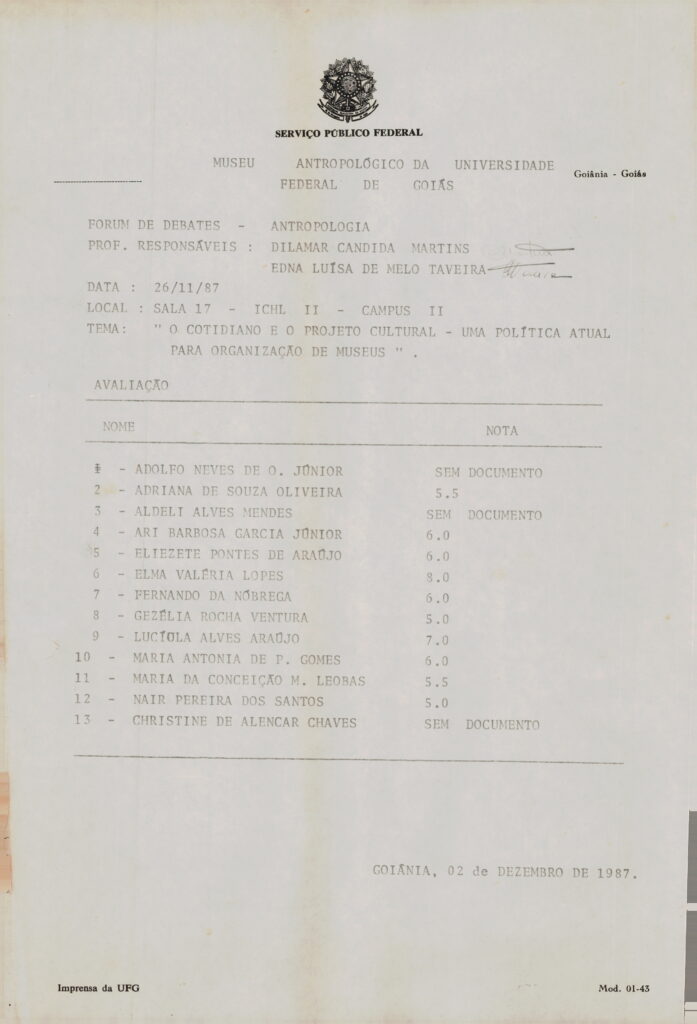 SERVIÇO PÚBLICO FEDERAL
MUSEU ANTROPOLÓGICO DA UNIVERSIDADE
FEDERAL DE GOIÁS
Goiânia - Goiás
FORUM DE DEBATES - ANTROPOLOGIA
PROF. RESPONSÁVEIS : DILAMAR CANDIDA MARTINS
EDNA LUÍSA DE MELO TAVEIRA
DATA : 26/11/87
LOCAL : SALA 17 - ICHL II - CAMPUS II
TEMA: " O COTIDIANO E O PROJETO CULTURAL - UMA POLÍTICA ATUAL
PARA ORGANIZAÇÃO DE MUSEUS " .
AVALIAÇÃO
NOME NOTA
1 - ADOLFO NEVES DE O. JÚNIOR SEM DOCUMENTO
2 - ADRIANA DE SOUZA OLIVEIRA 5.5
3 - ALDELI ALVES MENDES SEM DOCUMENTO
4 - ARI BARBOSA GARCIA JÚNIOR 6.0
5 - ELIEZETE PONTES DE ARAÚJO 6.0
6 - ELMA VALÉRIA LOPES 8.0
7 - FERNANDO DA NÓBREGA 6.0
8 - GEZÉLIA ROCHA VENTURA 5.0
9 - LUCÍOLA ALVES ARAÚJO 7.0
10 - MARIA ANTONIA DE P. GOMES 6.0
11 - MARIA DA CONCEIÇÃO M. LEOBAS 5.5
12 - NAIR PEREIRA DOS SANTOS 5.0
13 - CHRISTINE DE ALENCAR CHAVES SEM DOCUMENTO
GOIÂNIA, 02 de DEZEMBRO DE 1987.
Imprensa da UFG Mod. 01-43